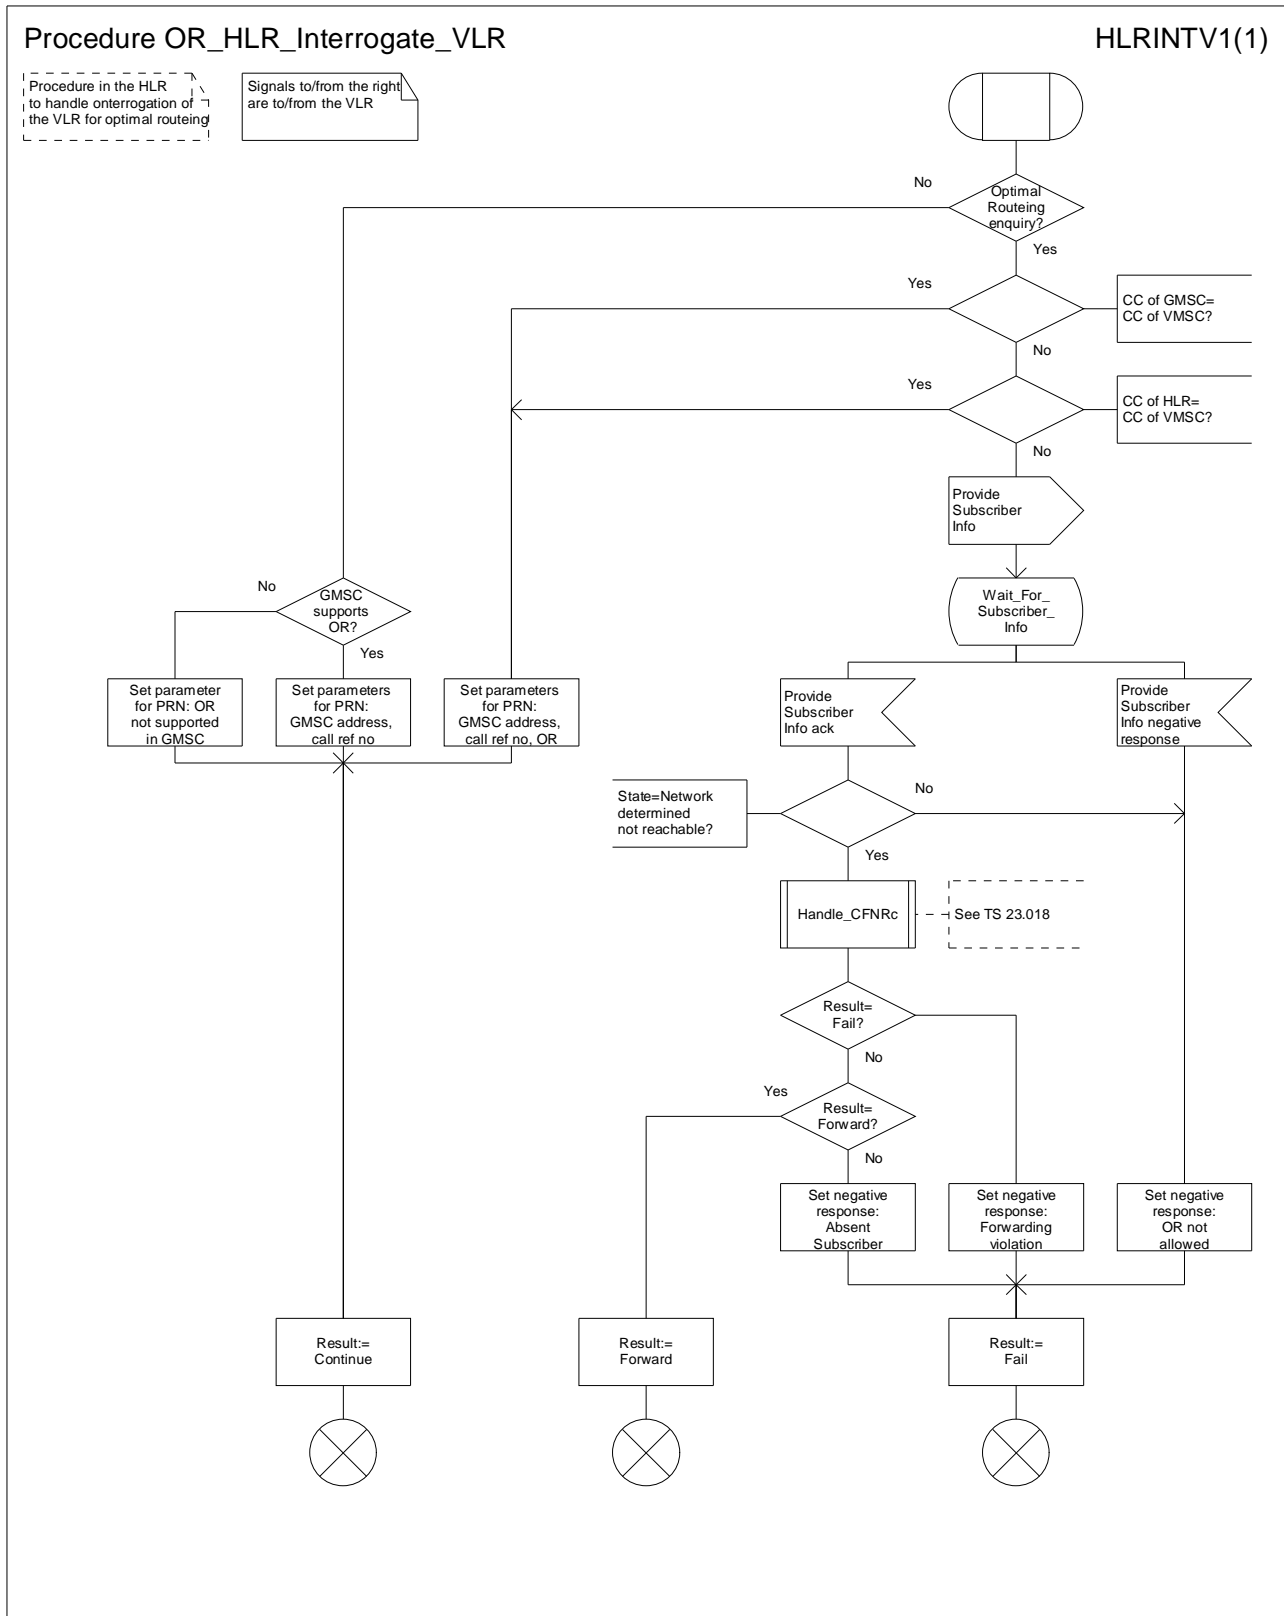 Procedure OR_HLR_Interrogate_VLR
HLRINTV1(1)
Procedure in the HLR
to handle onterrogation of
the VLR for optimal routeing
Signals to/from the right
are to/from the VLR
No
Optimal
Routeing
enquiry?
Yes
Yes
CC of GMSC=
CC of VMSC?
No
Yes
CC of HLR=
CC of VMSC?
No
Provide
Subscriber
Info
No
GMSC
supports
OR?
Yes
Wait_For_
Subscriber_
Info
Set parameter
for PRN: OR
not supported
in GMSC
Set parameters
for PRN:
GMSC address,
call ref no
Set parameters
for PRN:
GMSC address,
call ref no, OR
Provide
Subscriber
Info ack
Provide
Subscriber
Info negative
response
State=Network
determined
not reachable?
No
Yes
Handle_CFNRc
See TS 23.018
Result=
Fail?
No
Yes
Result=
Forward?
No
Set negative
response:
Absent
Subscriber
Set negative
response:
Forwarding
violation
Set negative
response:
OR not
allowed
Result:=
Continue
Result:=
Forward
Result:=
Fail